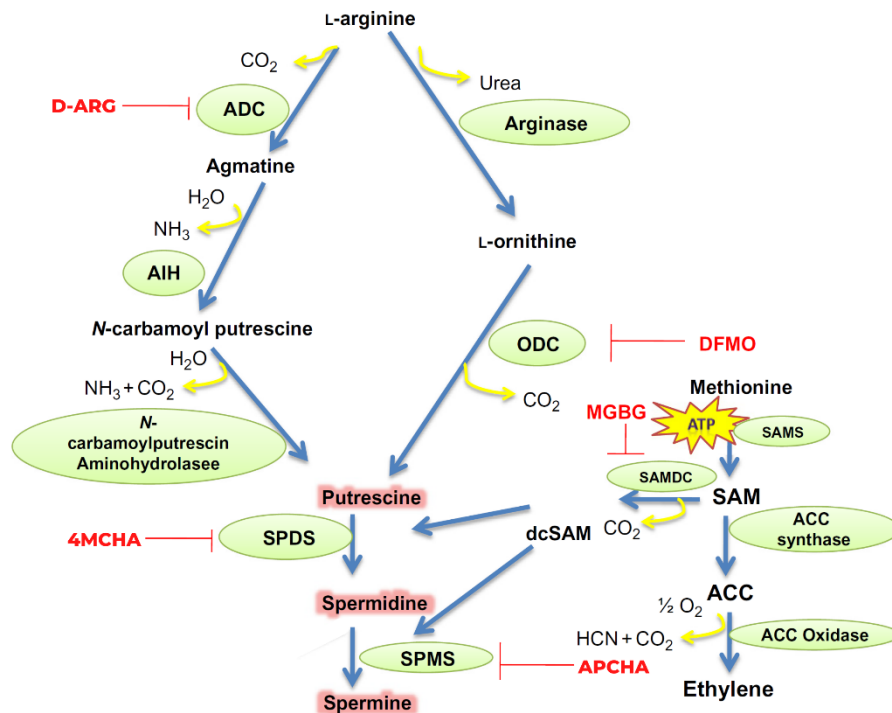 L-arginine
CO2
Urea
D-ARG
ADC
Arginase
Agmatine
H2O
NH3
L-ornithine
AIH
N-carbamoyl putrescine
H2O
ODC
DFMO
NH3 + CO2
CO2
Methionine
MGBG
ATP
SAMS
N-
carbamoylputrescin
Aminohydrolasee
SAMDC
Putrescine
SAM
4MCHA
SPDS
dcSAM
CO2
ACC
synthase
Spermidine
ACC
½ O2
HCN + CO2
ACC Oxidase
SPMS
APCHA
Spermine
Ethylene